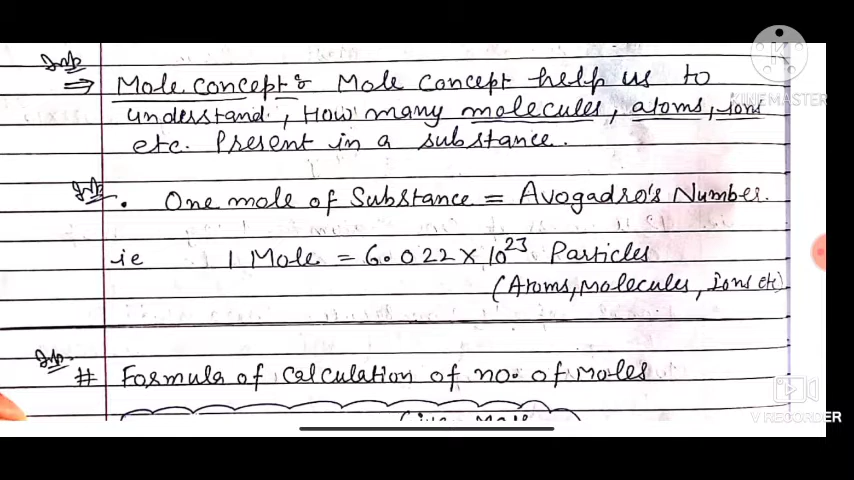 Imp
⇒ Mole concept: Mole concept help us to
understand, How many molecules, atoms, ions
etc. Present in a substance.
Imp. . One mole of Substance = Avogadro's Number.
ie 1 Mole = 6.022 × 10²³ Particles
(Atoms, Molecules, ions etc)
Imp.
# Formula of calculation of no. of Moles
KINEMASTER
V RECORDER